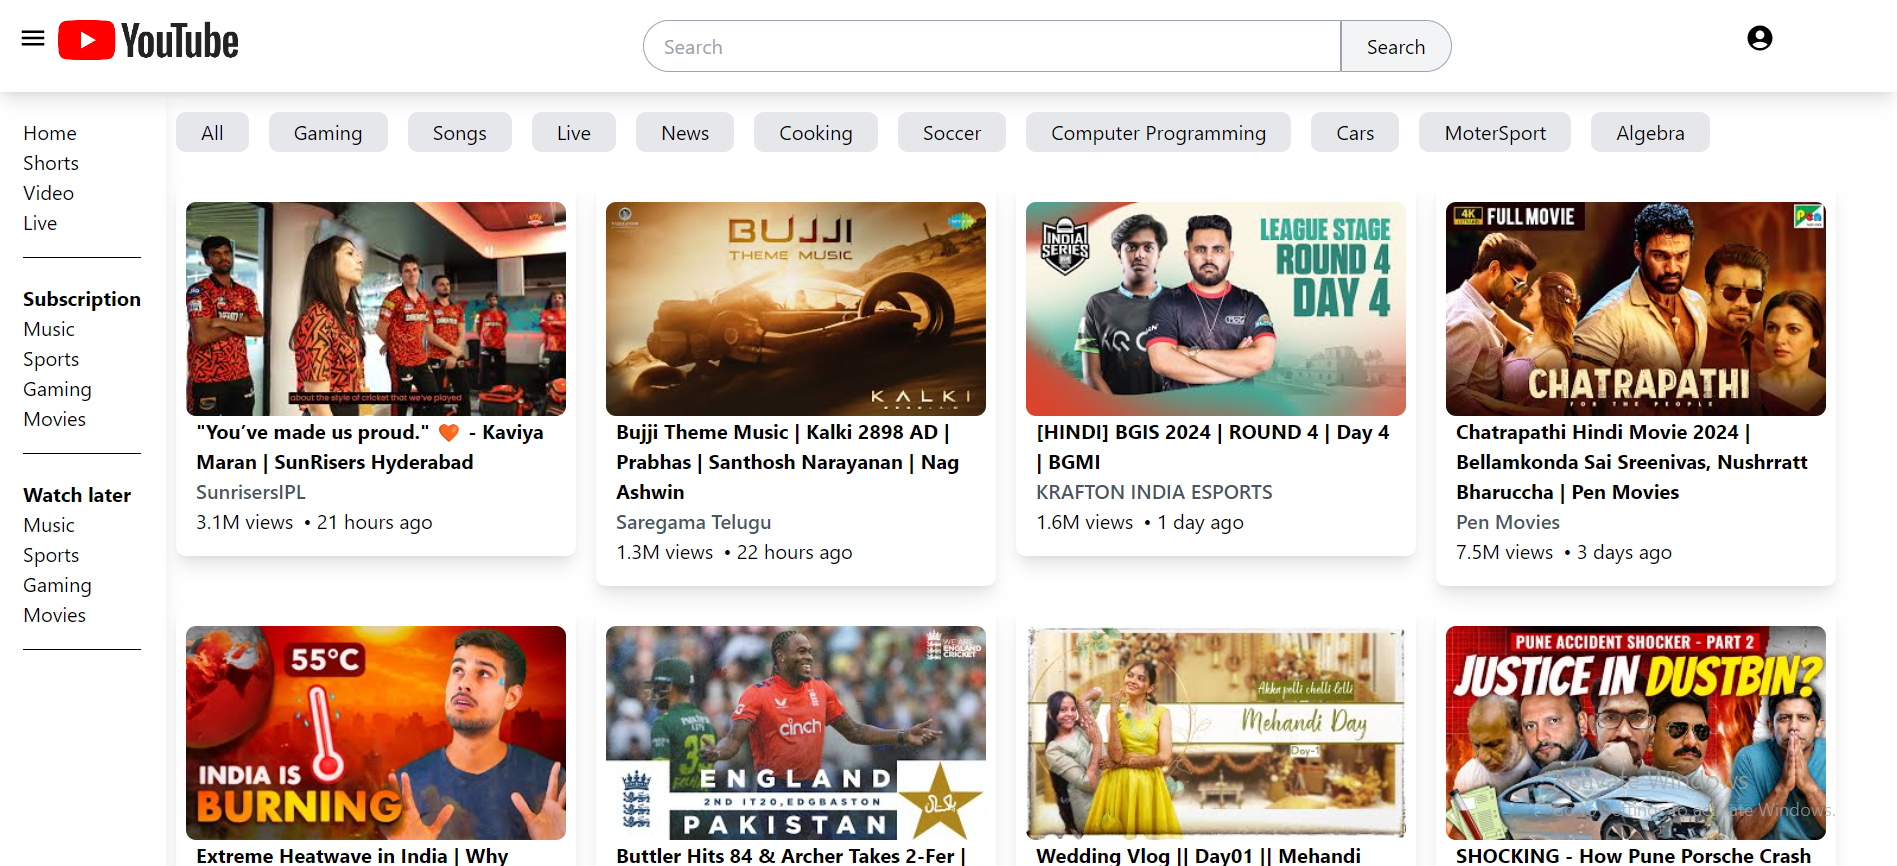 YouTube
Search
Search
Home
Shorts
Video
Live
Subscription
Music
Sports
Gaming
Movies
Watch later
Music
Sports
Gaming
Movies
All
Gaming
Songs
Live
News
Cooking
Soccer
Computer Programming
Cars
MoterSport
Algebra
about the style of cricket that we've played
"You’ve made us proud." 🧡 - Kaviya
Maran | SunRisers Hyderabad
SunrisersIPL
3.1M views • 21 hours ago
BUJJI
THEME MUSIC
KALKI
Bujji Theme Music | Kalki 2898 AD |
Prabhas | Santhosh Narayanan | Nag
Ashwin
Saregama Telugu
1.3M views • 22 hours ago
INDIA
SERIES
LEAGUE STAGE
ROUND 4
DAY 4
[HINDI] BGIS 2024 | ROUND 4 | Day 4
| BGMI
KRAFTON INDIA ESPORTS
1.6M views • 1 day ago
4K
FULL MOVIE
Pen
CHATRAPATHI
FOR THE PEOPLE
Chatrapathi Hindi Movie 2024 |
Bellamkonda Sai Sreenivas, Nushrratt
Bharuccha | Pen Movies
Pen Movies
7.5M views • 3 days ago
55°C
INDIA IS
BURNING
Extreme Heatwave in India | Why
WE ARE
ENGLAND
CRICKET
cinch
ENGLAND
2ND IT20, EDGBASTON
PAKISTAN
Buttler Hits 84 & Archer Takes 2-Fer |
Akka pelli chelli lolli
Mehandi Day
Day-1
Wedding Vlog || Day01 || Mehandi
PUNE ACCIDENT SHOCKER - PART 2
JUSTICE IN DUSTBIN?
Activate Windows
Go to Settings to activate Windows.
SHOCKING - How Pune Porsche Crash